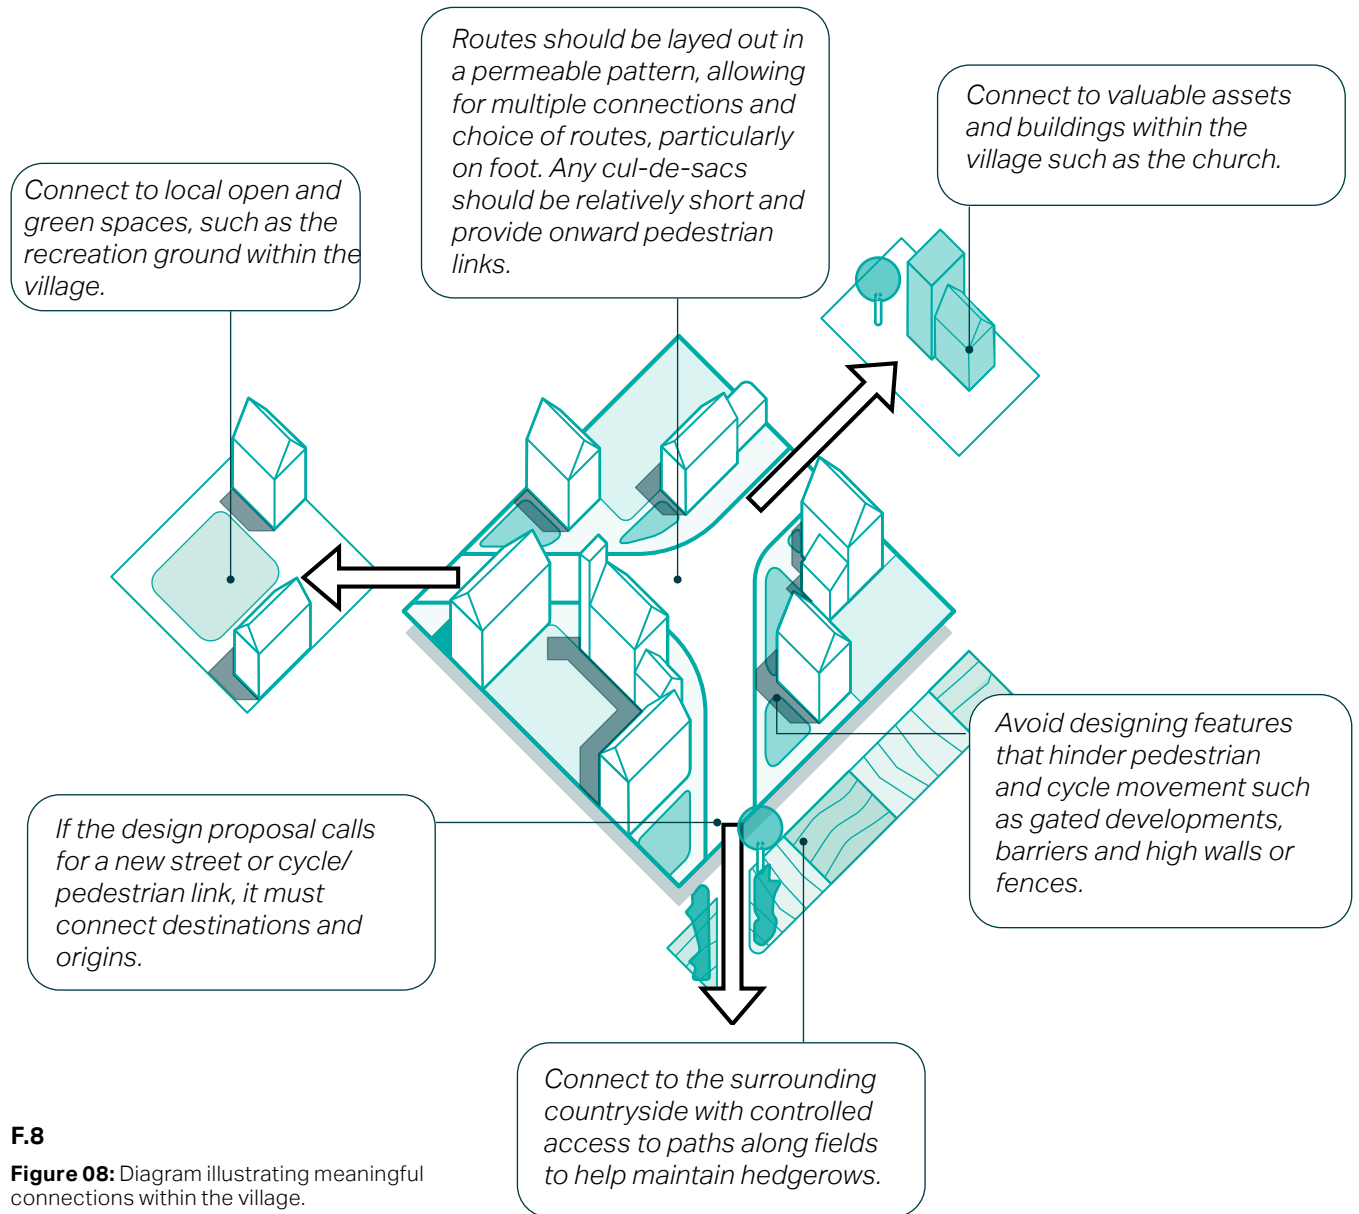 Routes should be layed out in
a permeable pattern, allowing
for multiple connections and
choice of routes, particularly
on foot. Any cul-de-sacs
should be relatively short and
provide onward pedestrian
links.
Connect to valuable assets
and buildings within the
village such as the church.
Connect to local open and
green spaces, such as the
recreation ground within the
village.
Avoid designing features
that hinder pedestrian
and cycle movement such
as gated developments,
barriers and high walls or
fences.
If the design proposal calls
for a new street or cycle/
pedestrian link, it must
connect destinations and
origins.
Connect to the surrounding
countryside with controlled
access to paths along fields
to help maintain hedgerows.
F.8
Figure 08: Diagram illustrating meaningful
connections within the village.